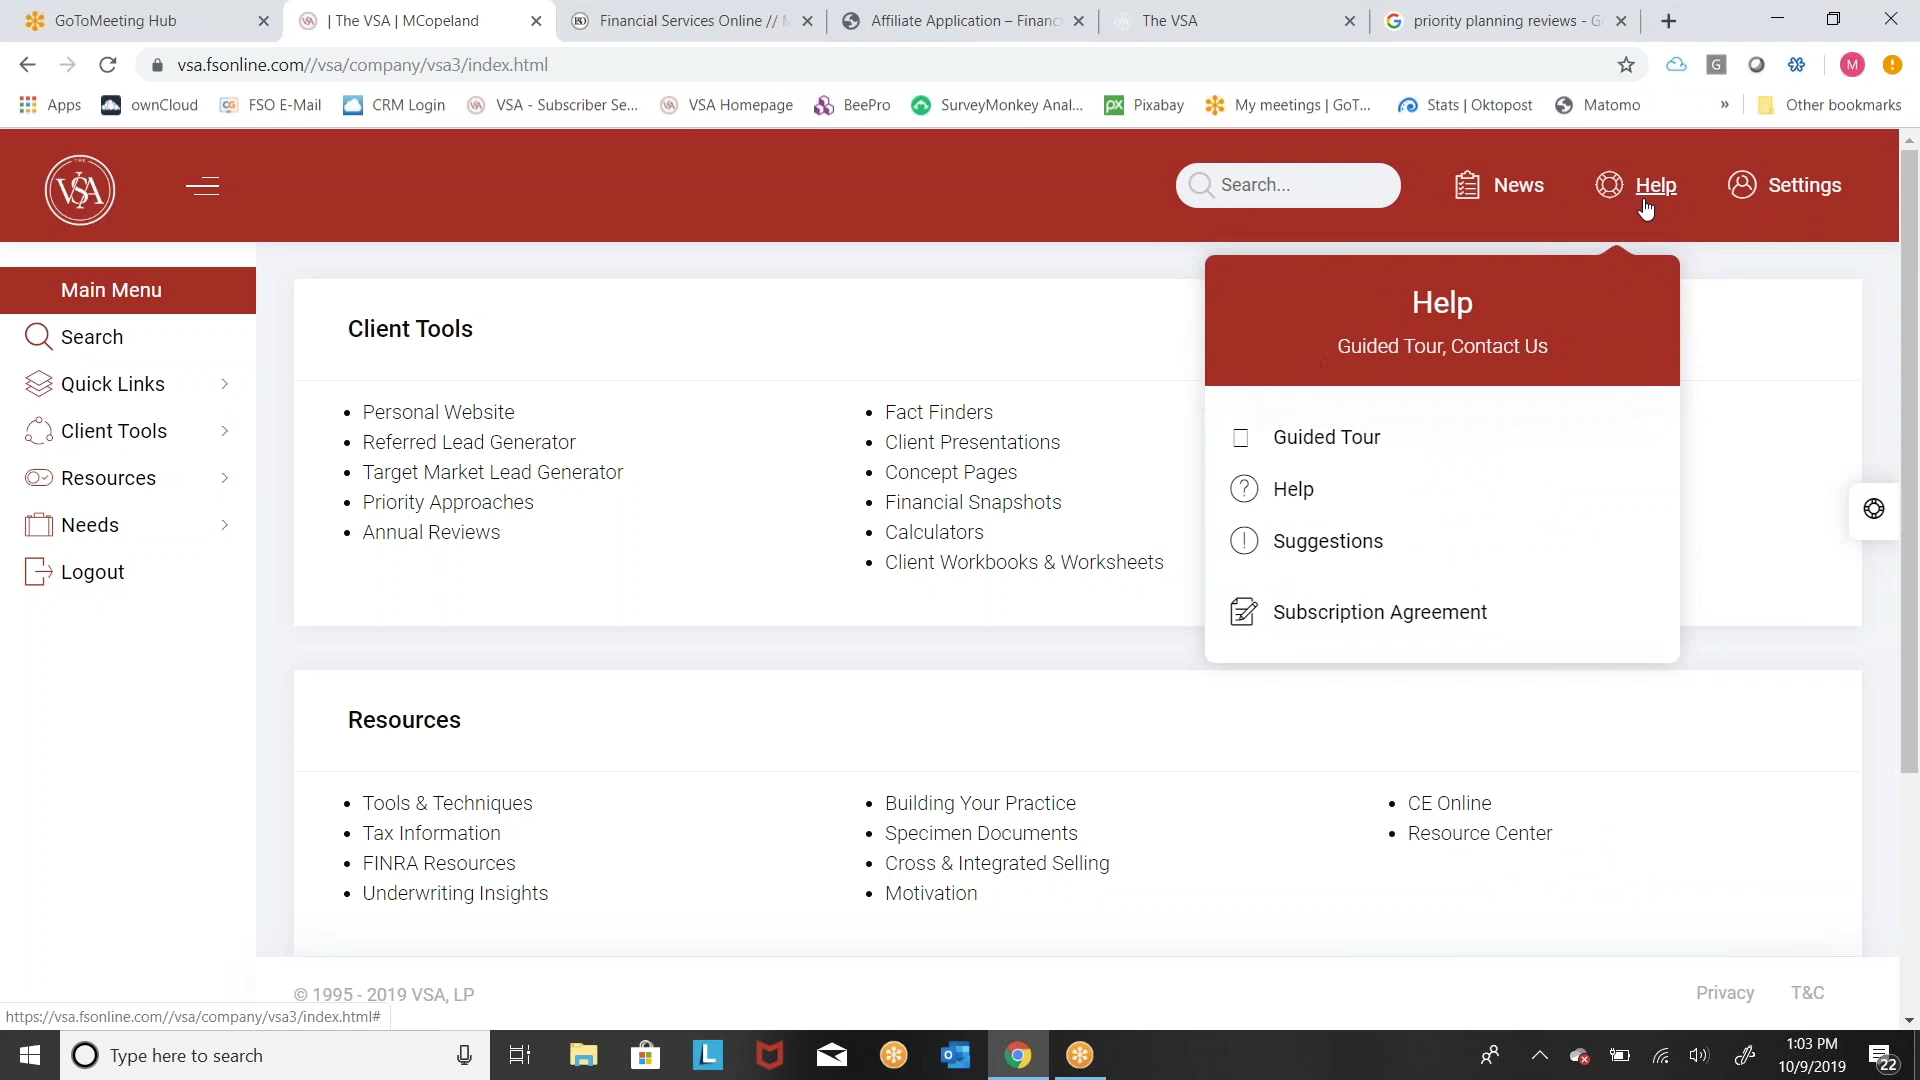 GoToMeeting Hub
| The VSA | MCopeland
Financial Services Online //
Affiliate Application – Financ
The VSA
priority planning reviews - G
vsa.fsonline.com//vsa/company/vsa3/index.html
G
M
Apps
ownCloud
FSO E-Mail
CRM Login
VSA - Subscriber Se...
VSA Homepage
BeePro
SurveyMonkey Anal...
Pixabay
My meetings | GoT...
Stats | Oktopost
Matomo
»
Other bookmarks
THE
VSA
Search...
News
Help
Settings
Main Menu
Search
Quick Links
Client Tools
Resources
Needs
Logout
Client Tools
• Personal Website
• Referred Lead Generator
• Target Market Lead Generator
• Priority Approaches
• Annual Reviews
• Fact Finders
• Client Presentations
• Concept Pages
• Financial Snapshots
• Calculators
• Client Workbooks & Worksheets
Help
Guided Tour, Contact Us
Guided Tour
Help
Suggestions
Subscription Agreement
Resources
• Tools & Techniques
• Tax Information
• FINRA Resources
• Underwriting Insights
• Building Your Practice
• Specimen Documents
• Cross & Integrated Selling
• Motivation
• CE Online
• Resource Center
© 1995 - 2019 VSA, LP
Privacy
T&C
https://vsa.fsonline.com//vsa/company/vsa3/index.html#
Type here to search
L
1:03 PM
10/9/2019
22